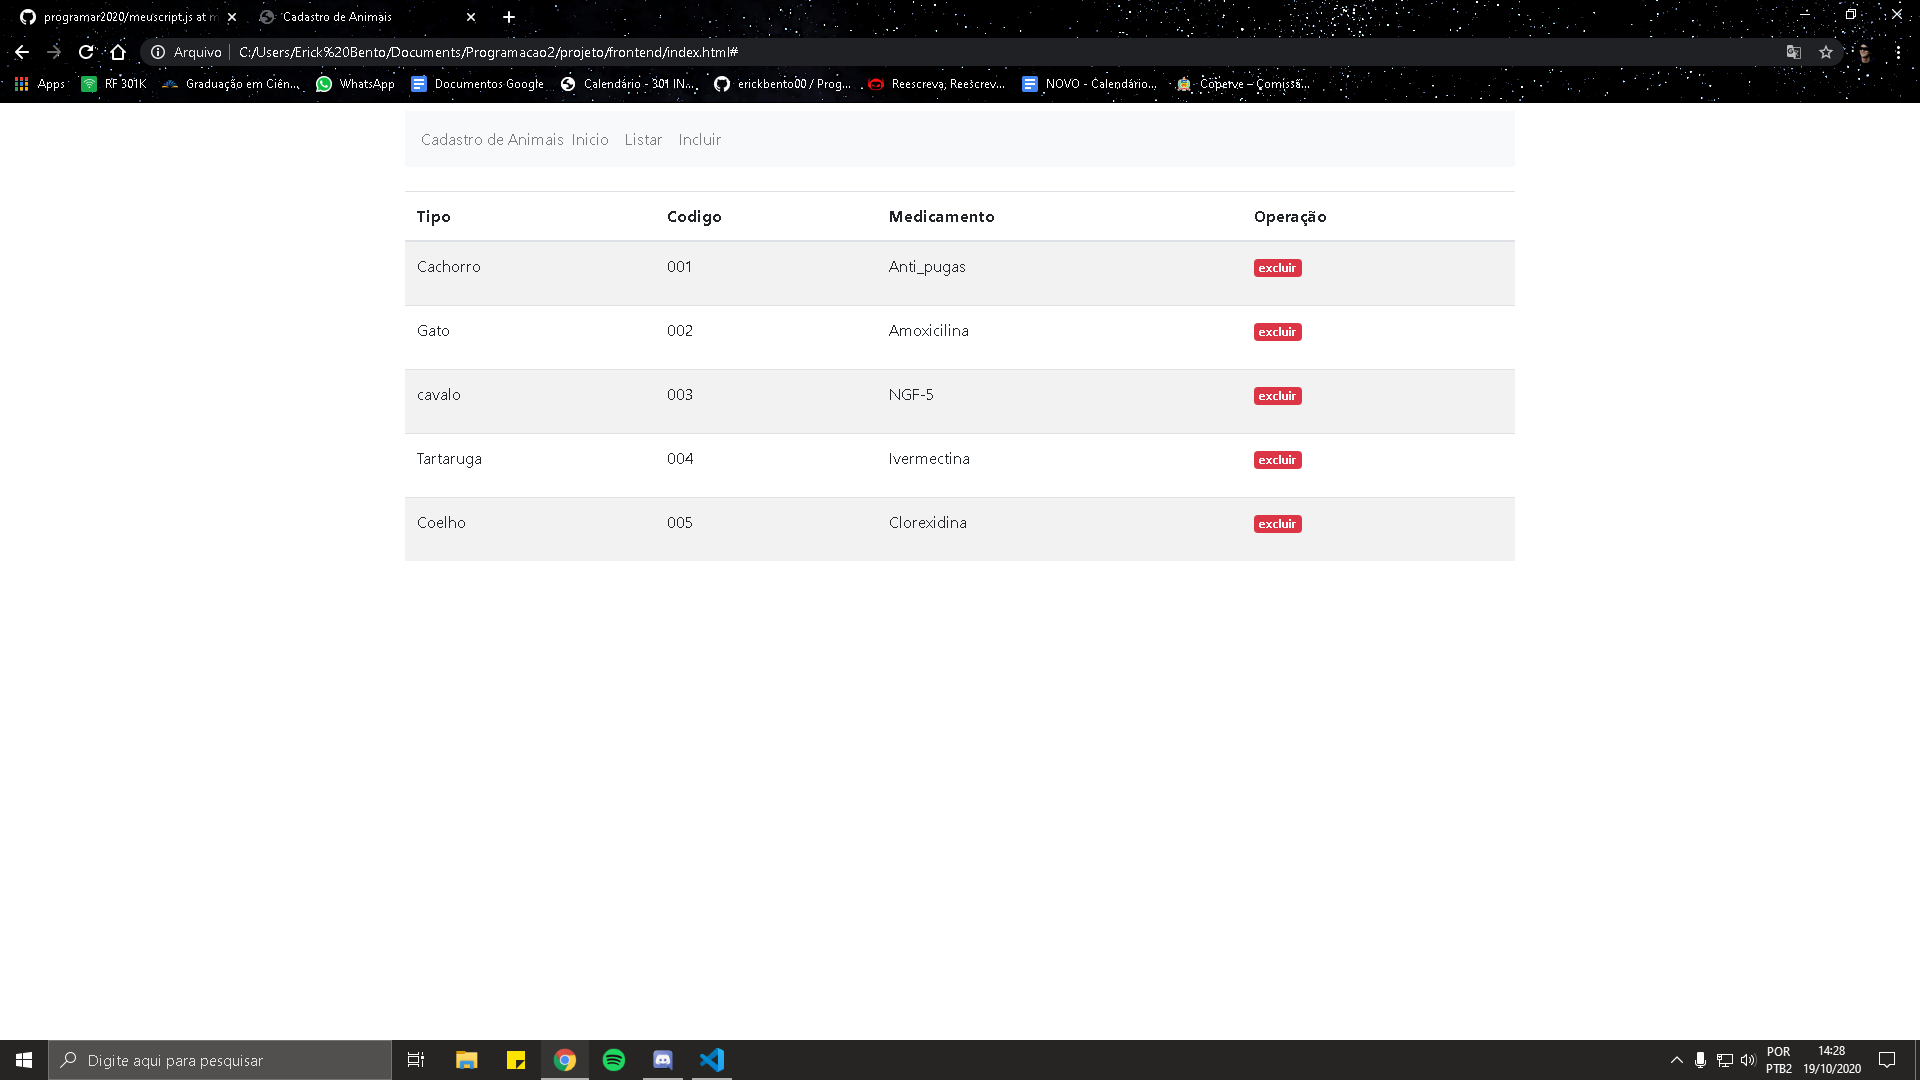 programar2020/meuscript.js at m
Cadastro de Animais
Arquivo C:/Users/Erick%20Bento/Documents/Programacao2/projeto/frontend/index.html#
Apps RF 301K Graduação em Ciên... WhatsApp Documentos Google Calendário - 301 IN... erickbento00 / Prog... Reescreva, Reescrev... NOVO - Calendário... Coperve – Comissã...
Cadastro de Animais Inicio Listar Incluir
Tipo Codigo Medicamento Operação
Cachorro 001 Anti_pugas excluir
Gato 002 Amoxicilina excluir
cavalo 003 NGF-5 excluir
Tartaruga 004 Ivermectina excluir
Coelho 005 Clorexidina excluir
Digite aqui para pesquisar
POR 14:28
PTB2 19/10/2020